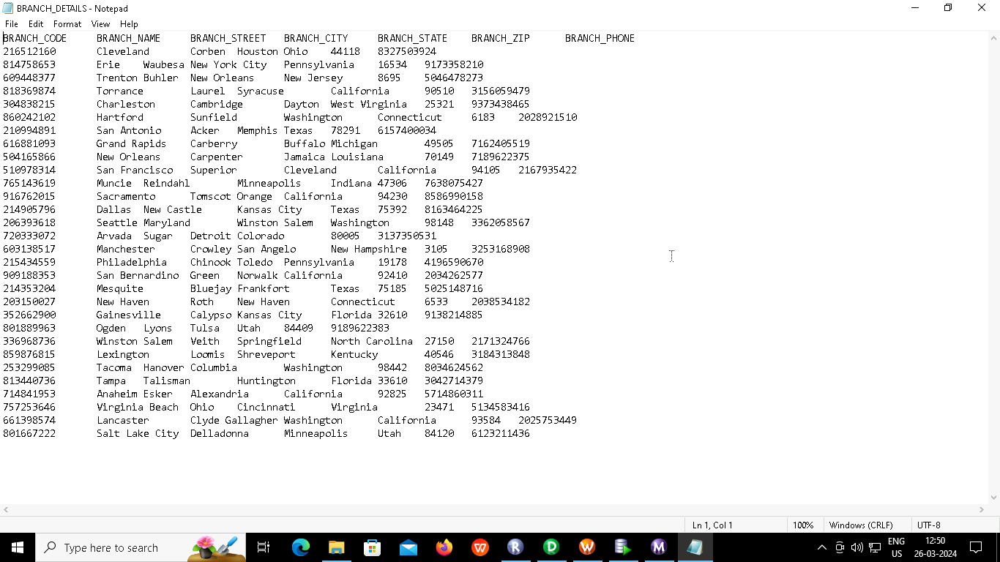 BRANCH_DETAILS - Notepad
File Edit Format View Help
BRANCH_CODE BRANCH_NAME BRANCH_STREET BRANCH_CITY BRANCH_STATE BRANCH_ZIP BRANCH_PHONE
216512160 Cleveland Corben Houston Ohio 44118 8327503924
814758653 Erie Waubesa New York City Pennsylvania 16534 9173358210
609448377 Trenton Buhler New Orleans New Jersey 8695 5046478273
818369874 Torrance Laurel Syracuse California 90510 3156059479
304838215 Charleston Cambridge Dayton West Virginia 25321 9373438465
860242102 Hartford Sunfield Washington Connecticut 6183 2028921510
210994891 San Antonio Acker Memphis Texas 78291 6157400034
616881093 Grand Rapids Carberry Buffalo Michigan 49505 7162405519
504165866 New Orleans Carpenter Jamaica Louisiana 70149 7189622375
510978314 San Francisco Superior Cleveland California 94105 2167935422
765143619 Muncie Reindahl Minneapolis Indiana 47306 7638075427
916762015 Sacramento Tomscot Orange California 94230 8586990158
214905796 Dallas New Castle Kansas City Texas 75392 8163464225
206393618 Seattle Maryland Winston Salem Washington 98148 3362058567
720333072 Arvada Sugar Detroit Colorado 80005 3137350531
603138517 Manchester Crowley San Angelo New Hampshire 3105 3253168908
215434559 Philadelphia Chinook Toledo Pennsylvania 19178 4196590670
909188353 San Bernardino Green Norwalk California 92410 2034262577
214353204 Mesquite Bluejay Frankfort Texas 75185 5025148716
203150027 New Haven Roth New Haven Connecticut 6533 2038534182
352662900 Gainesville Calypso Kansas City Florida 32610 9138214885
801889963 Ogden Lyons Tulsa Utah 84409 9189622383
336968736 Winston Salem Veith Springfield North Carolina 27150 2171324766
859876815 Lexington Loomis Shreveport Kentucky 40546 3184313848
253299085 Tacoma Hanover Columbia Washington 98442 8034624562
813440736 Tampa Talisman Huntington Florida 33610 3042714379
714841953 Anaheim Esker Alexandria California 92825 5714860311
757253646 Virginia Beach Ohio Cincinnati Virginia 23471 5134583416
661398574 Lancaster Clyde Gallagher Washington California 93584 2025753449
801667222 Salt Lake City Delladonna Minneapolis Utah 84120 6123211436
Ln 1, Col 1 100% Windows (CRLF) UTF-8
Type here to search
ENG 12:50
US 26-03-2024